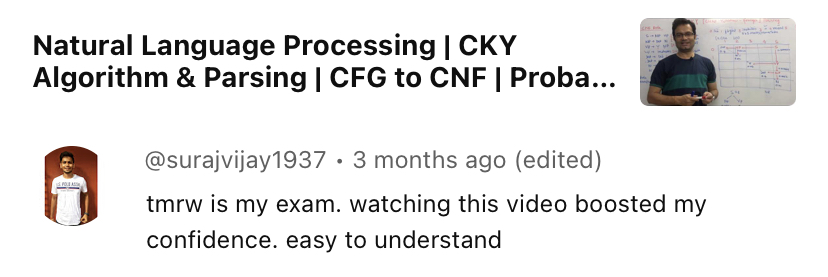 Natural Language Processing | CKY
Algorithm & Parsing | CFG to CNF | Proba...
@surajvijay1937 • 3 months ago (edited)
tmrw is my exam. watching this video boosted my
confidence. easy to understand